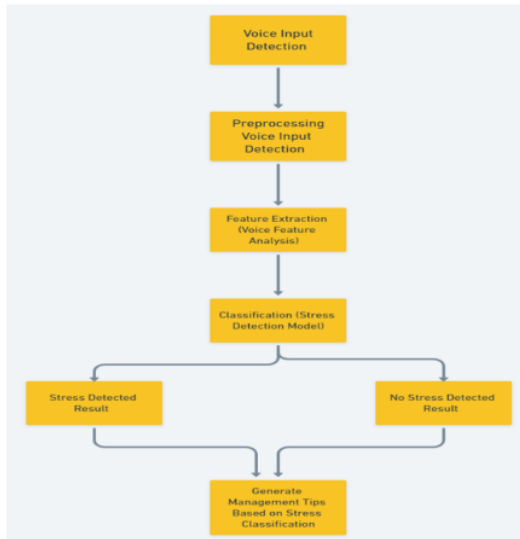 Voice Input
Detection
Preprocessing
Voice Input
Detection
Feature Extraction
(Voice Feature
Analysis)
Classification (Stress
Detection Model)
Stress Detected
Result
No Stress Detected
Result
Generate
Management Tips
Based on Stress
Classification